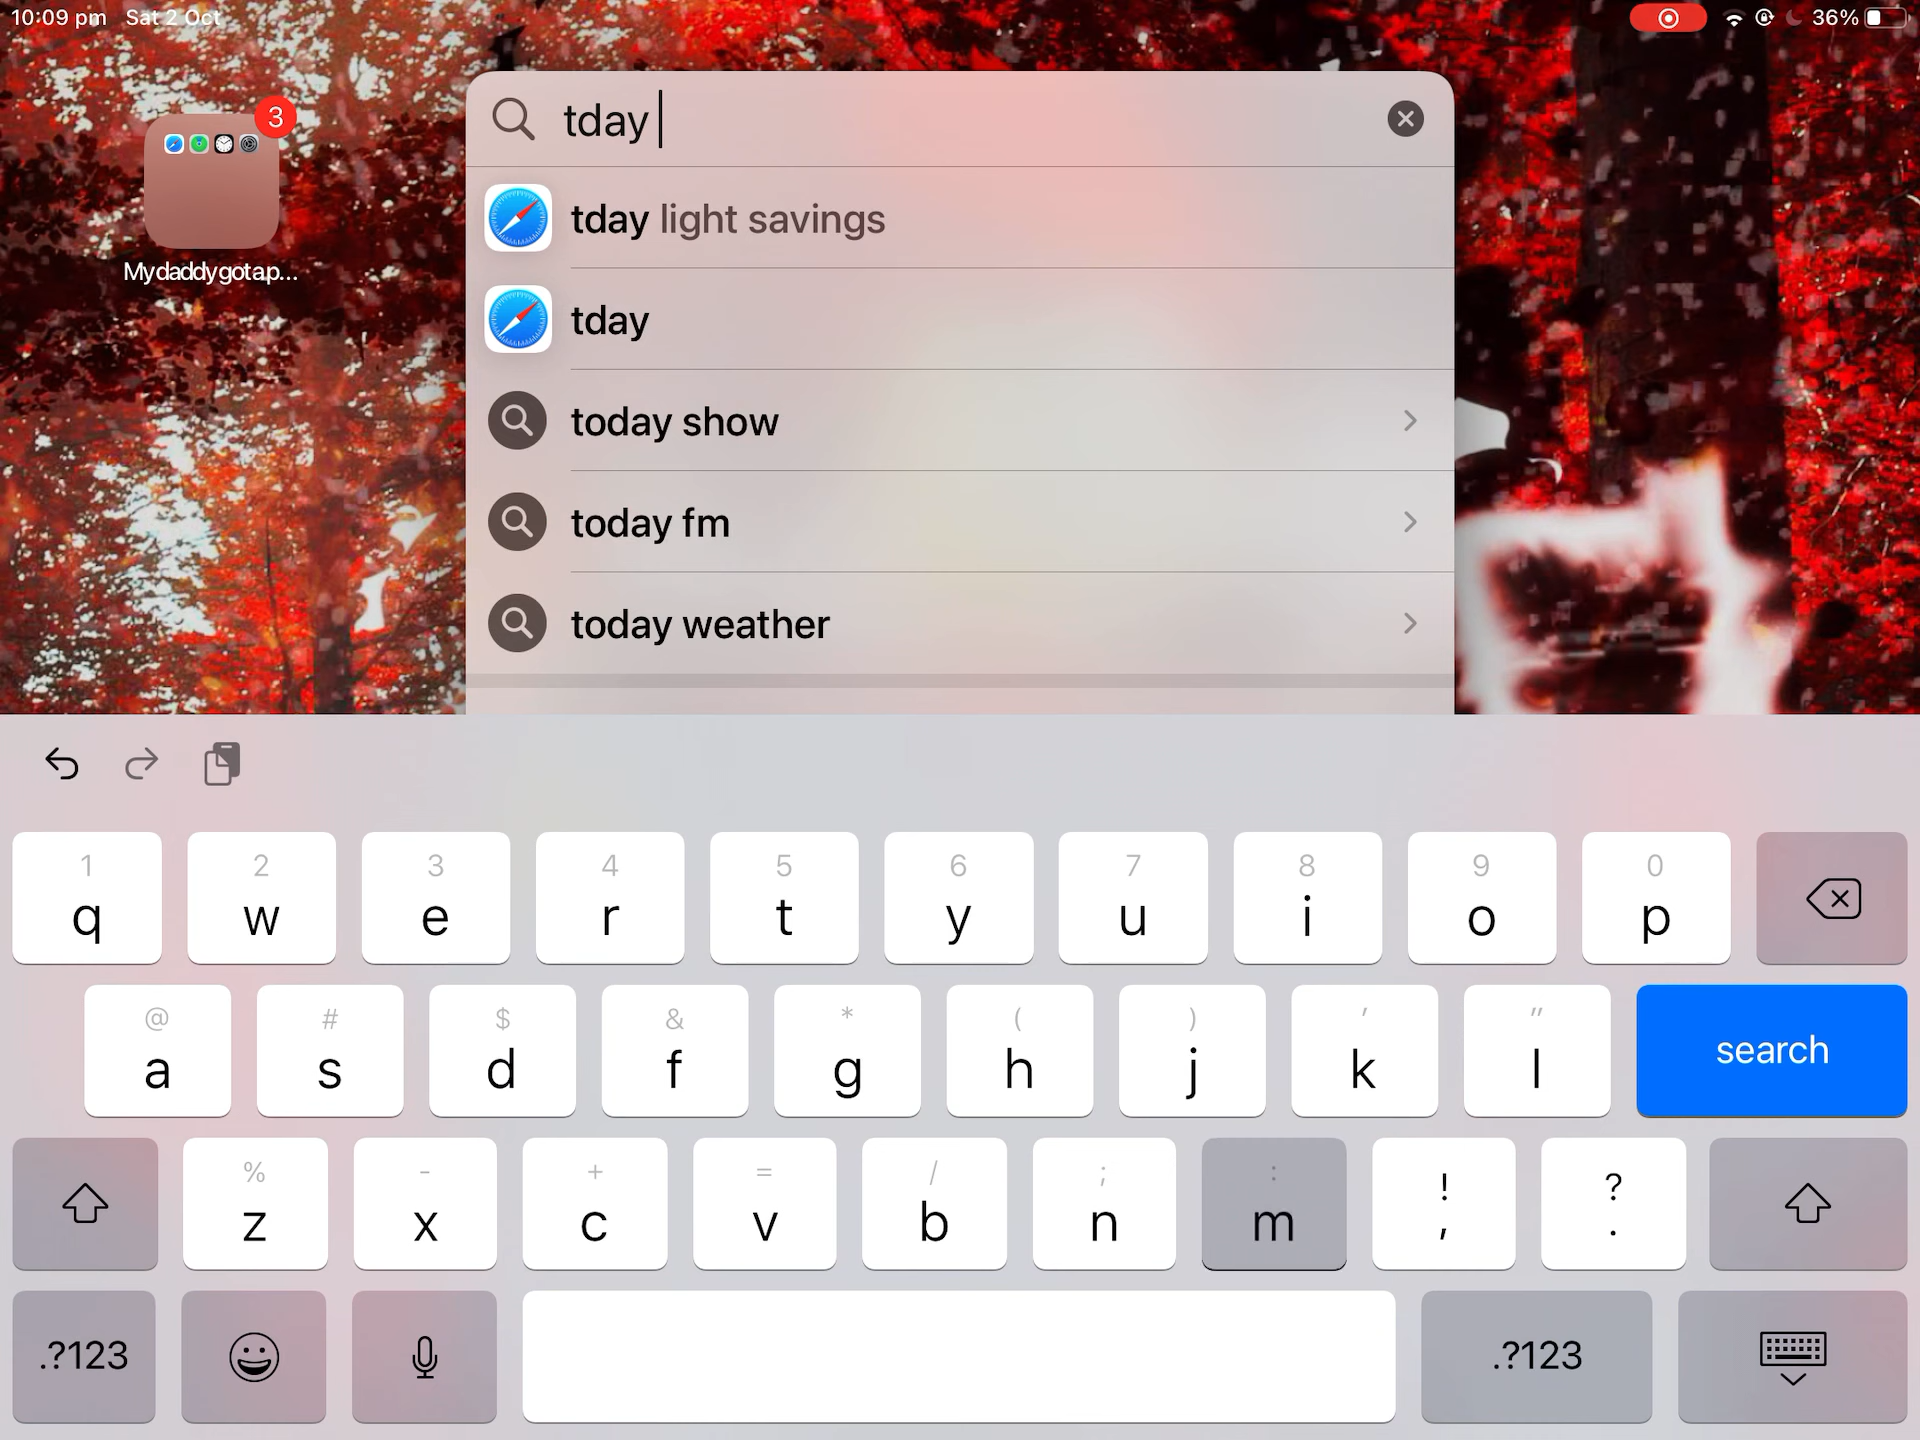 10:09 pm Sat 2 Oct
36%
3
Mydaddygotap...
tday
tday light savings
tday
today show
today fm
today weather
1 2 3 4 5 6 7 8 9 0
q w e r t y u i o p
@ # $ & * ( ) ' "
a s d f g h j k l search
% - + = / ; : ! ?
z x c v b n m , .
.?123 .?123